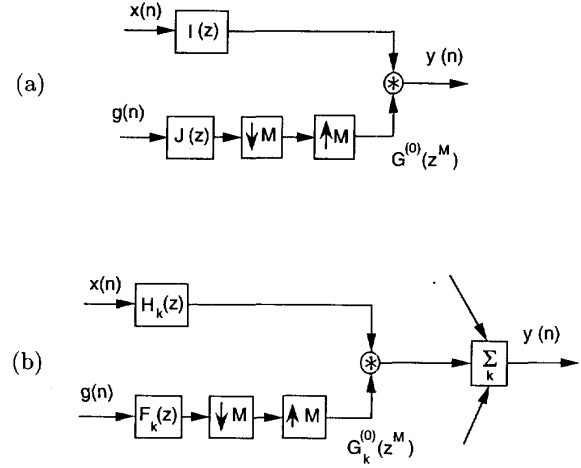 (a)
x(n)
I(z)
y(n)
*
g(n)
J(z)
↓M
↑M
G^{(0)}(z^M)
(b)
x(n)
H_k(z)
y(n)
*
Σ
k
g(n)
F_k(z)
↓M
↑M
G_k^{(0)}(z^M)